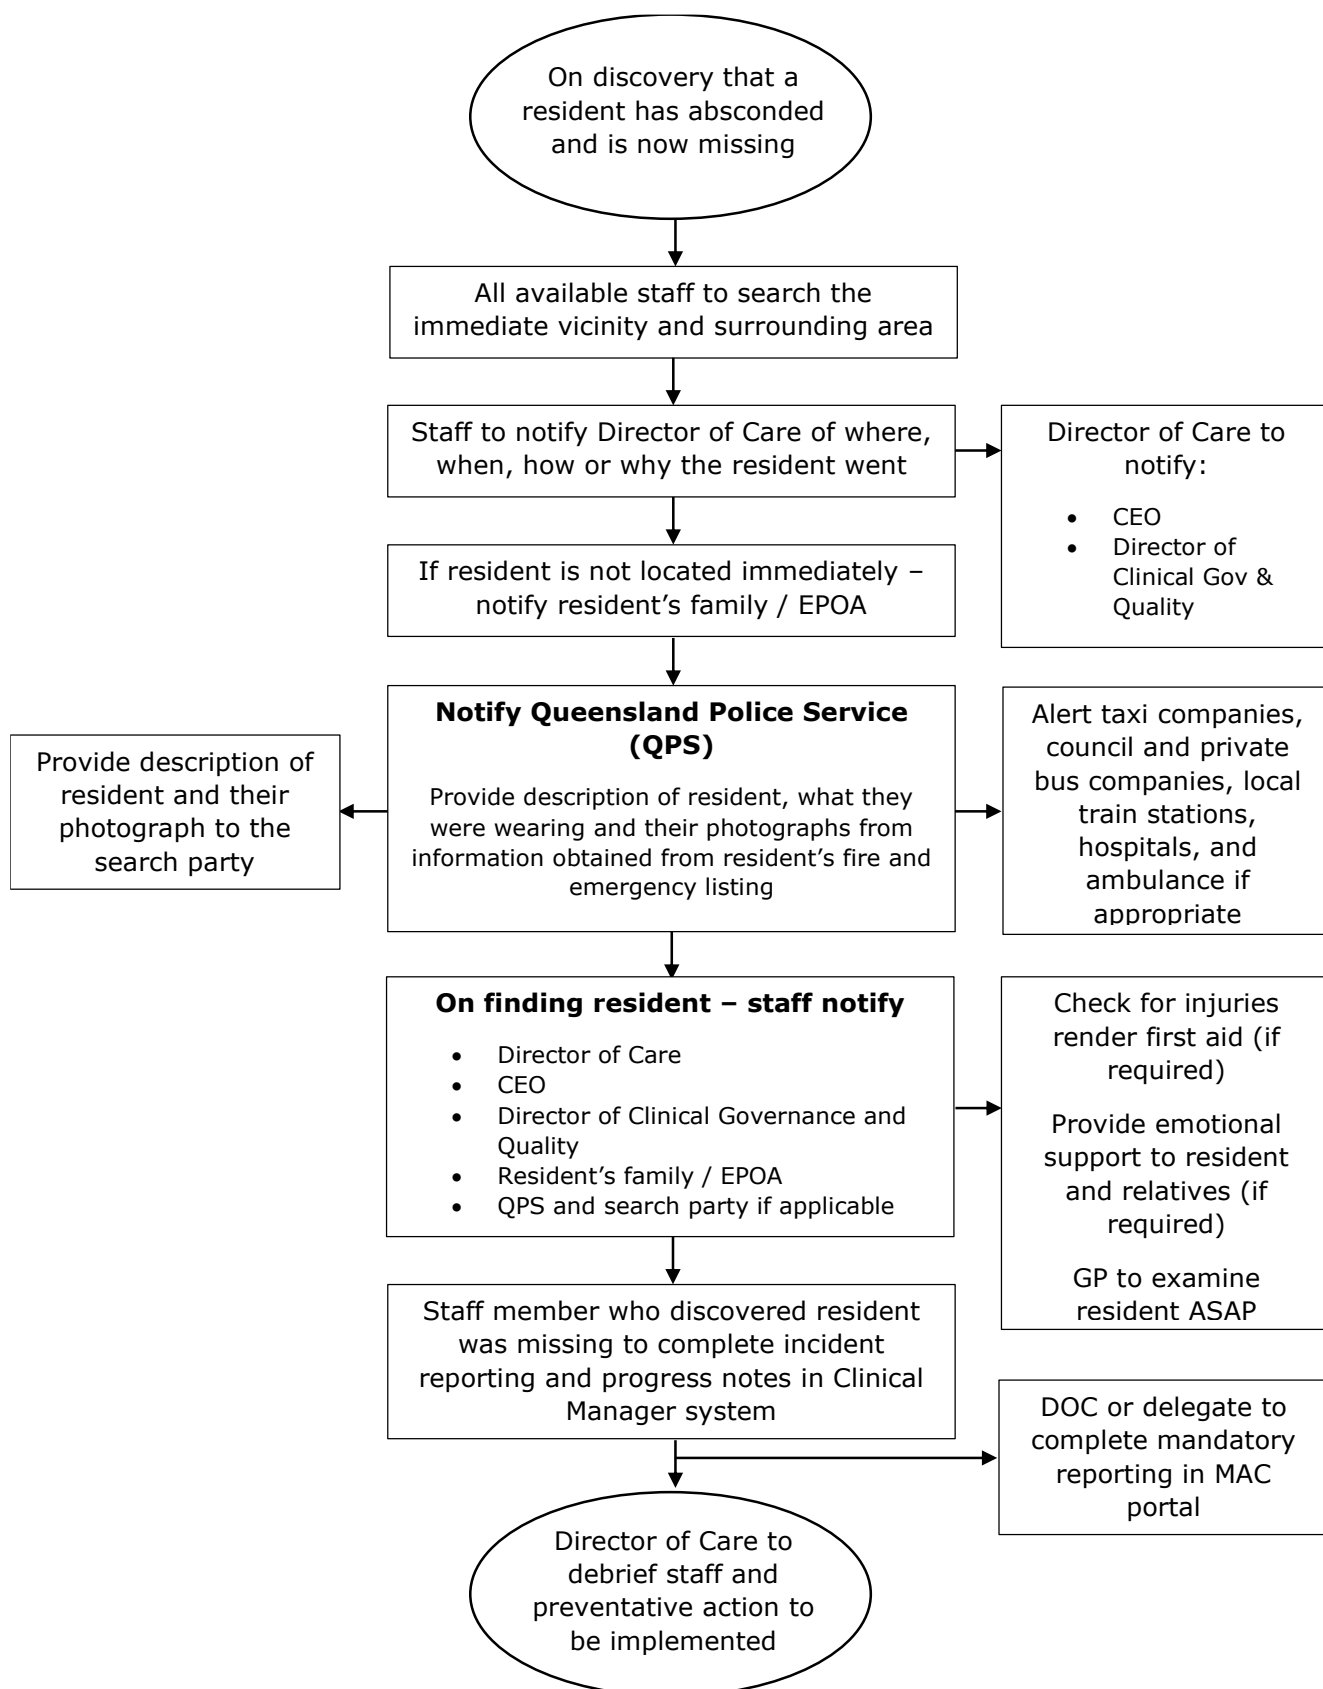 On discovery that a
resident has absconded
and is now missing
All available staff to search the
immediate vicinity and surrounding area
Staff to notify Director of Care of where,
when, how or why the resident went
Director of Care to
notify:
• CEO
• Director of
Clinical Gov &
Quality
If resident is not located immediately –
notify resident’s family / EPOA
Notify Queensland Police Service
(QPS)
Provide description of resident, what they
were wearing and their photographs from
information obtained from resident’s fire and
emergency listing
Provide description of
resident and their
photograph to the
search party
Alert taxi companies,
council and private
bus companies, local
train stations,
hospitals, and
ambulance if
appropriate
On finding resident – staff notify
• Director of Care
• CEO
• Director of Clinical Governance and
Quality
• Resident’s family / EPOA
• QPS and search party if applicable
Check for injuries
render first aid (if
required)
Provide emotional
support to resident
and relatives (if
required)
GP to examine
resident ASAP
Staff member who discovered resident
was missing to complete incident
reporting and progress notes in Clinical
Manager system
DOC or delegate to
complete mandatory
reporting in MAC
portal
Director of Care to
debrief staff and
preventative action to
be implemented